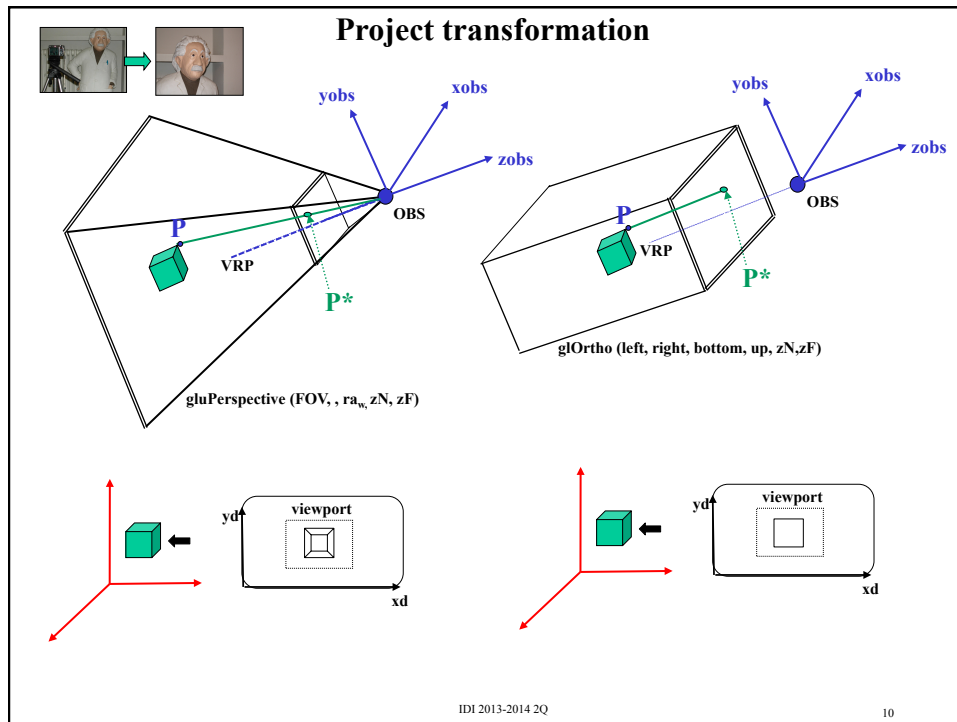 Project transformation
yobs
xobs
zobs
OBS
P
VRP
P*
gluPerspective (FOV, , raw, zN, zF)
yobs
xobs
zobs
OBS
P
VRP
P*
glOrtho (left, right, bottom, up, zN,zF)
yd
viewport
xd
yd
viewport
xd
IDI 2013-2014 2Q
10